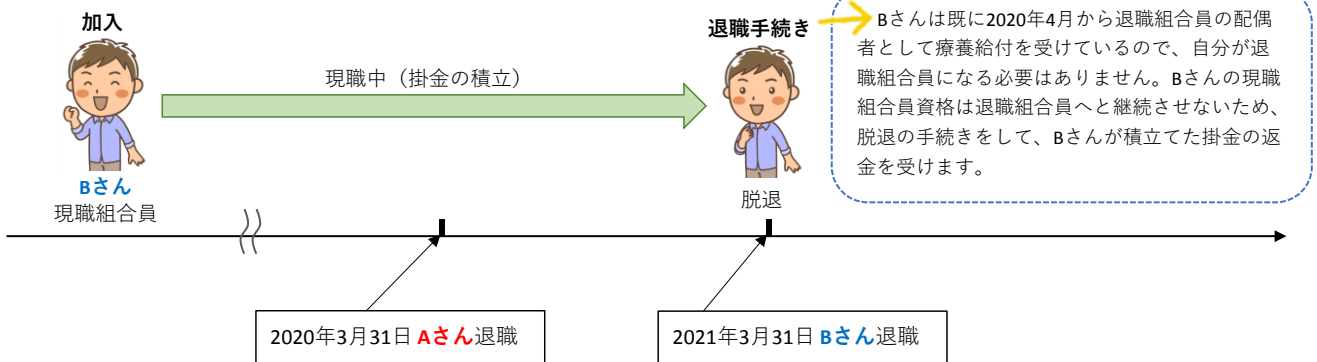 加入
Bさん
現職組合員
現職中（掛金の積立）
退職手続き
脱退
Bさんは既に2020年4月から退職組合員の配偶
者として療養給付を受けているので、自分が退
職組合員になる必要はありません。Bさんの現職
組合員資格は退職組合員へと継続させないため、
脱退の手続きをして、Bさんが積立てた掛金の返
金を受けます。
2020年3月31日 Aさん退職
2021年3月31日 Bさん退職